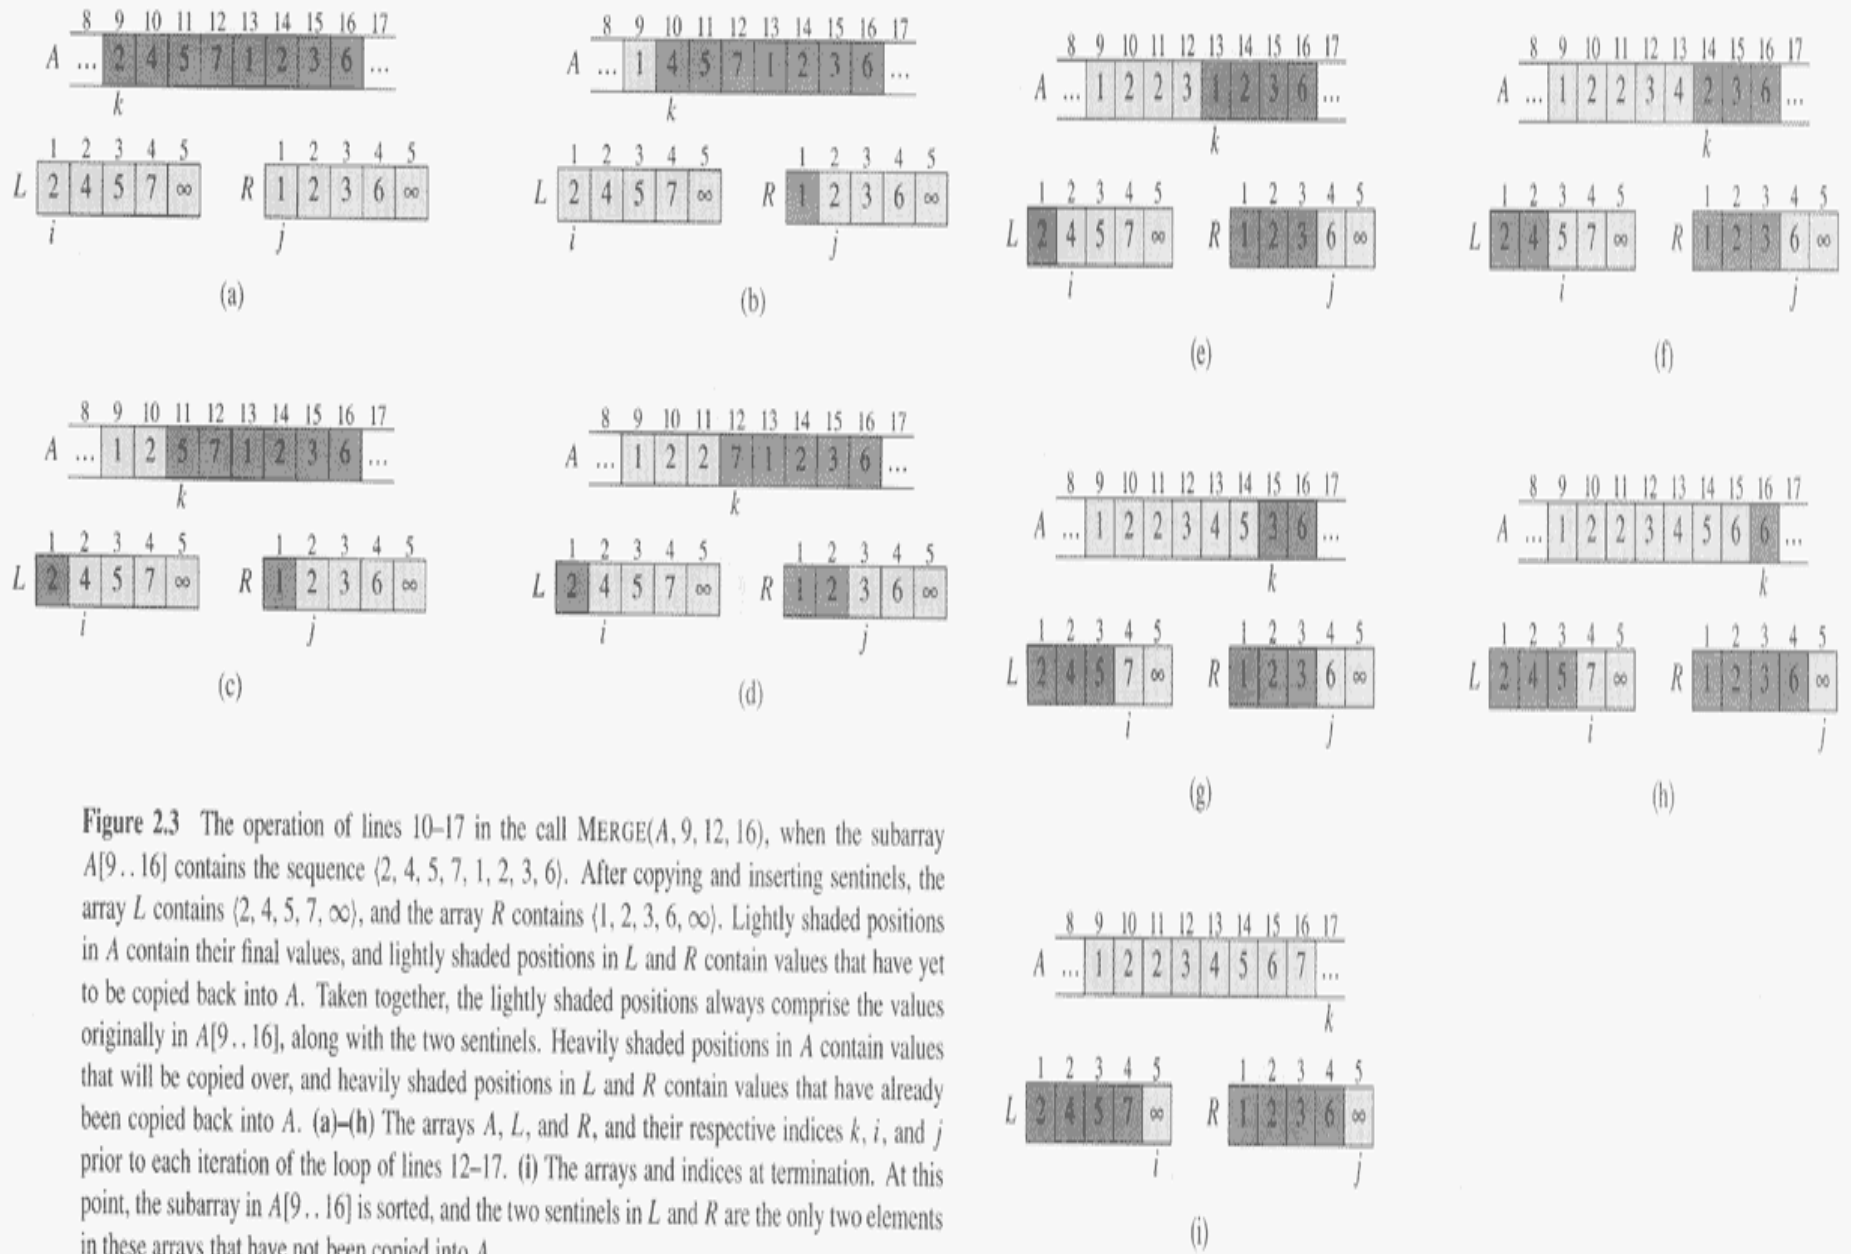 8 9 10 11 12 13 14 15 16 17
A ... 2 4 5 7 1 2 3 6 ...
k
1 2 3 4 5
L 2 4 5 7 ∞
i
1 2 3 4 5
R 1 2 3 6 ∞
j
(a)
8 9 10 11 12 13 14 15 16 17
A ... 1 4 5 7 1 2 3 6 ...
k
1 2 3 4 5
L 2 4 5 7 ∞
i
1 2 3 4 5
R 1 2 3 6 ∞
j
(b)
8 9 10 11 12 13 14 15 16 17
A ... 1 2 5 7 1 2 3 6 ...
k
1 2 3 4 5
L 2 4 5 7 ∞
i
1 2 3 4 5
R 1 2 3 6 ∞
j
(c)
8 9 10 11 12 13 14 15 16 17
A ... 1 2 2 7 1 2 3 6 ...
k
1 2 3 4 5
L 2 4 5 7 ∞
i
1 2 3 4 5
R 1 2 3 6 ∞
j
(d)
8 9 10 11 12 13 14 15 16 17
A ... 1 2 2 3 1 2 3 6 ...
k
1 2 3 4 5
L 2 4 5 7 ∞
i
1 2 3 4 5
R 1 2 3 6 ∞
j
(e)
8 9 10 11 12 13 14 15 16 17
A ... 1 2 2 3 4 2 3 6 ...
k
1 2 3 4 5
L 2 4 5 7 ∞
i
1 2 3 4 5
R 1 2 3 6 ∞
j
(f)
8 9 10 11 12 13 14 15 16 17
A ... 1 2 2 3 4 5 3 6 ...
k
1 2 3 4 5
L 2 4 5 7 ∞
i
1 2 3 4 5
R 1 2 3 6 ∞
j
(g)
8 9 10 11 12 13 14 15 16 17
A ... 1 2 2 3 4 5 6 6 ...
k
1 2 3 4 5
L 2 4 5 7 ∞
i
1 2 3 4 5
R 1 2 3 6 ∞
j
(h)
8 9 10 11 12 13 14 15 16 17
A ... 1 2 2 3 4 5 6 7 ...
k
1 2 3 4 5
L 2 4 5 7 ∞
i
1 2 3 4 5
R 1 2 3 6 ∞
j
(i)
Figure 2.3 The operation of lines 10–17 in the call MERGE(A, 9, 12, 16), when the subarray
A[9 . . 16] contains the sequence ⟨2, 4, 5, 7, 1, 2, 3, 6⟩. After copying and inserting sentinels, the
array L contains ⟨2, 4, 5, 7, ∞⟩, and the array R contains ⟨1, 2, 3, 6, ∞⟩. Lightly shaded positions
in A contain their final values, and lightly shaded positions in L and R contain values that have yet
to be copied back into A. Taken together, the lightly shaded positions always comprise the values
originally in A[9 . . 16], along with the two sentinels. Heavily shaded positions in A contain values
that will be copied over, and heavily shaded positions in L and R contain values that have already
been copied back into A. (a)–(h) The arrays A, L, and R, and their respective indices k, i, and j
prior to each iteration of the loop of lines 12–17. (i) The arrays and indices at termination. At this
point, the subarray in A[9 . . 16] is sorted, and the two sentinels in L and R are the only two elements
in these arrays that have not been copied into A.